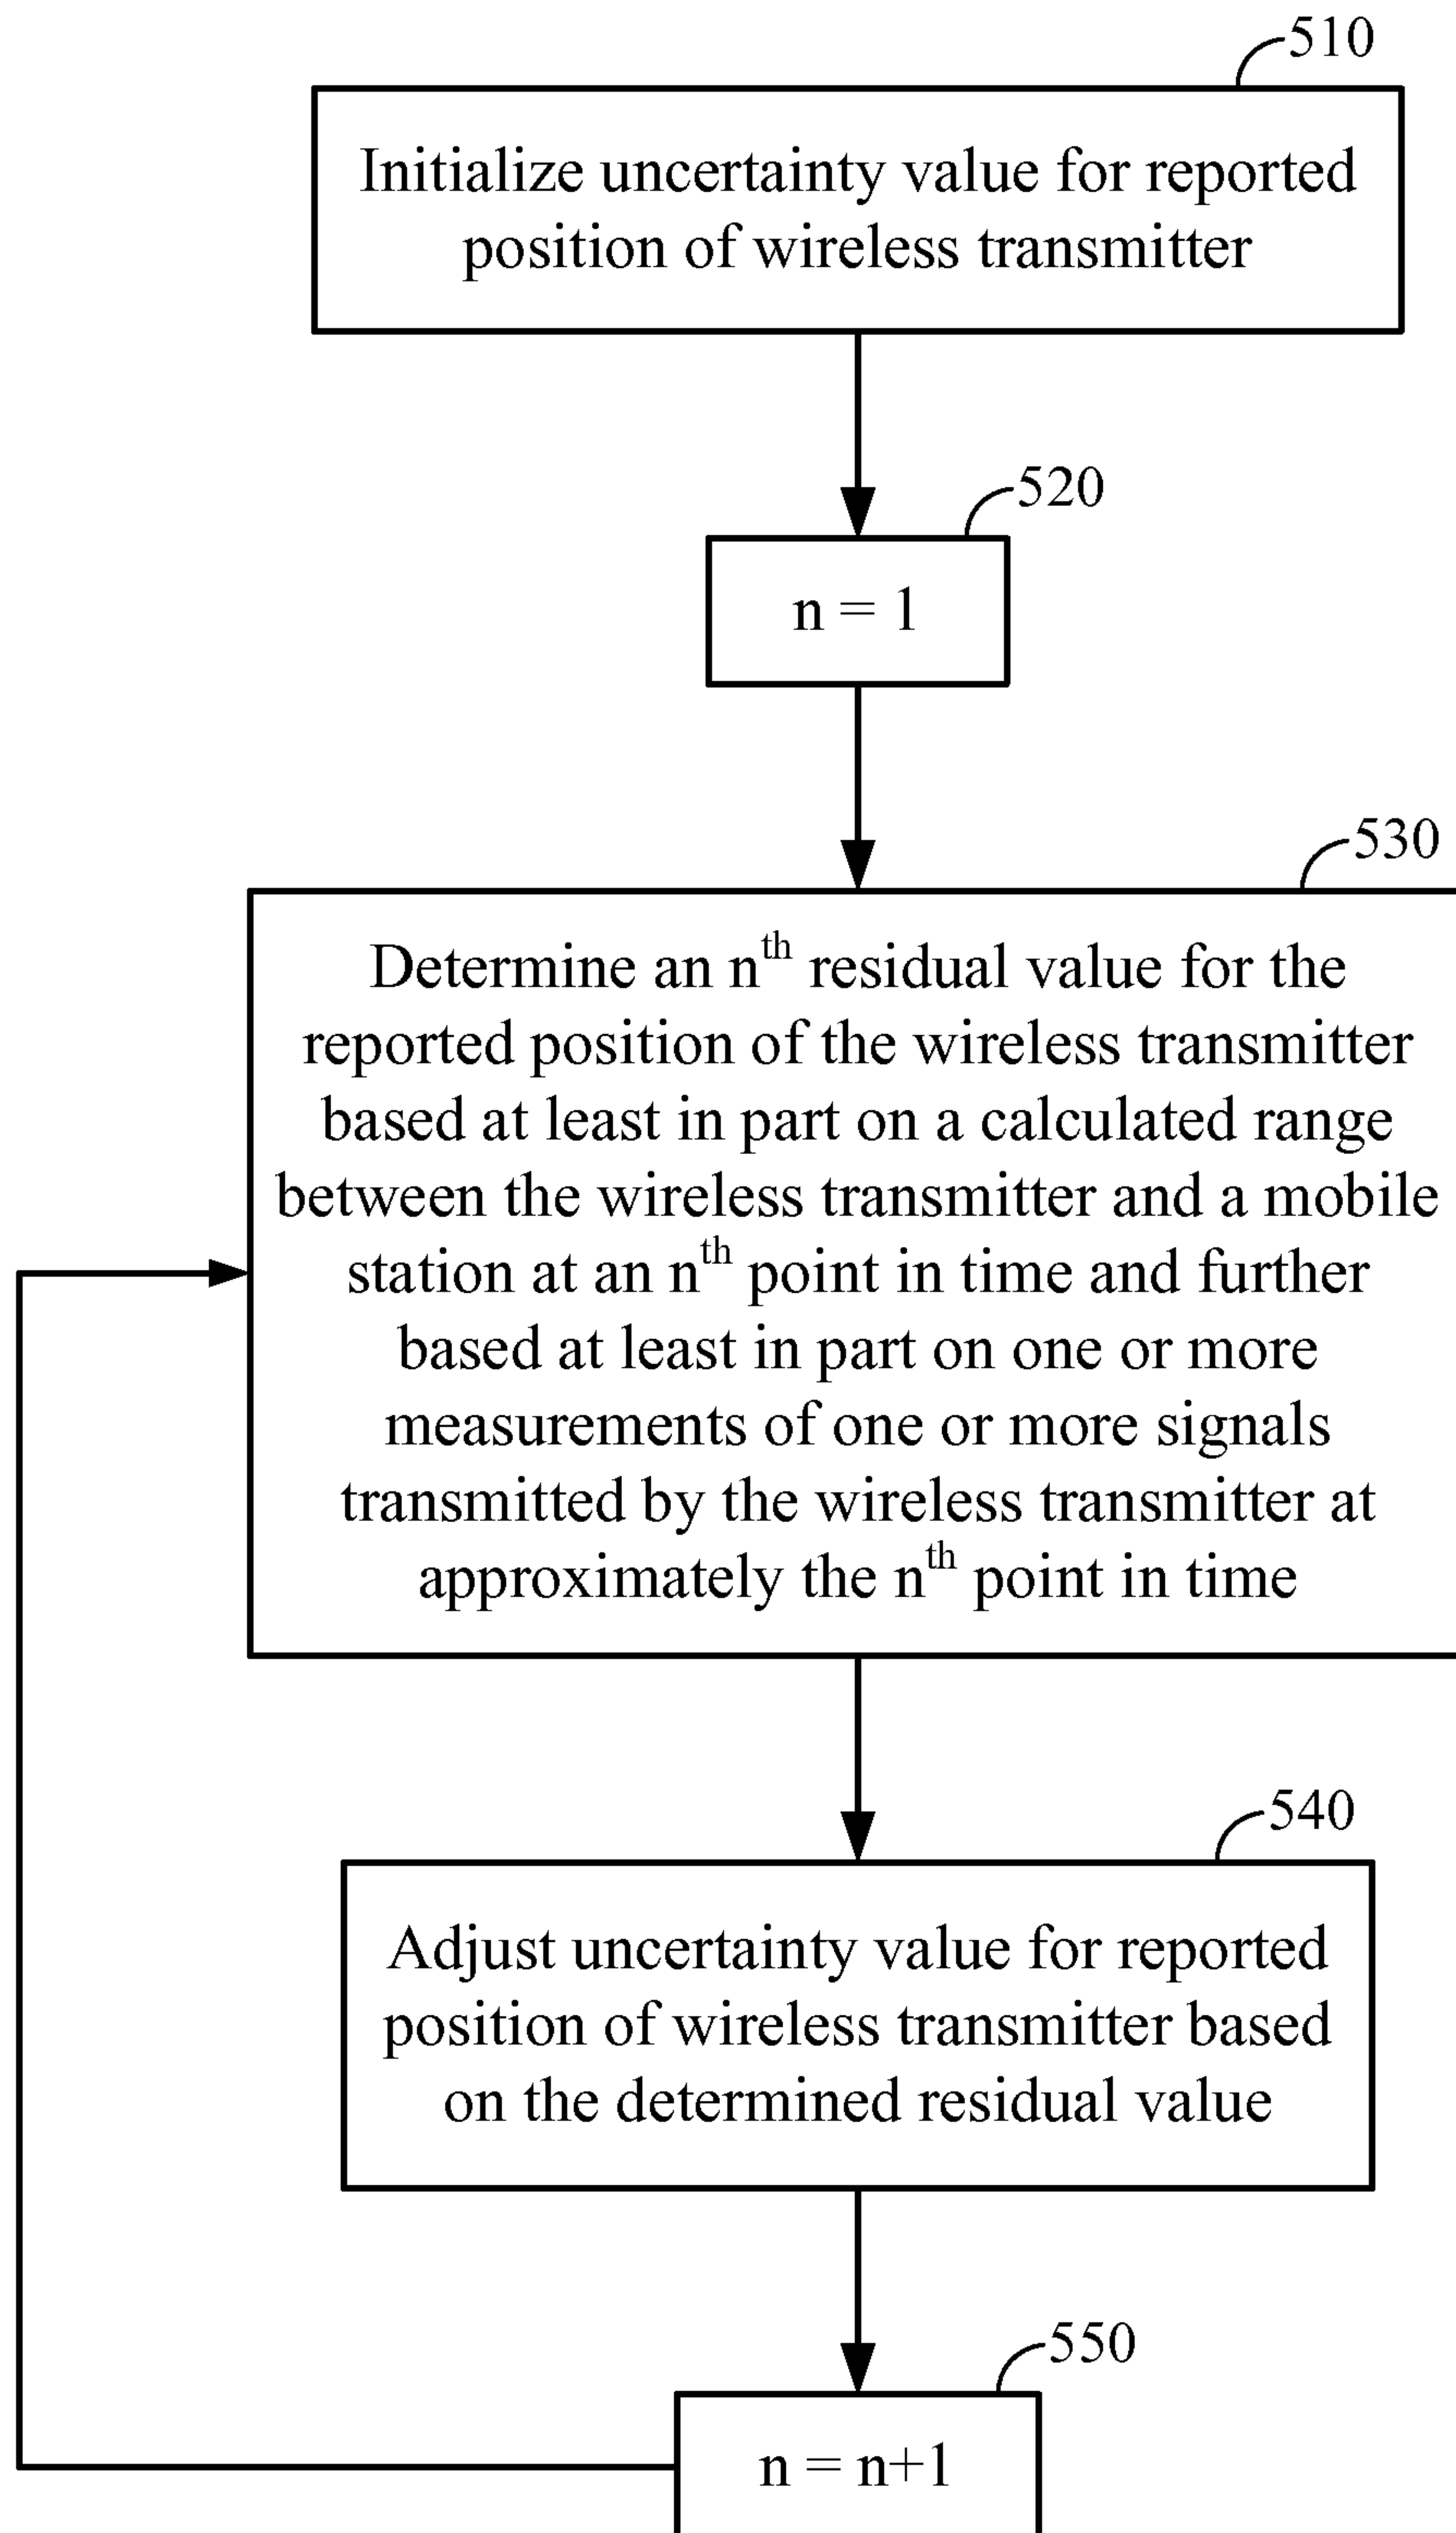 510
Initialize uncertainty value for reported
position of wireless transmitter
520
n = 1
530
Determine an nth residual value for the
reported position of the wireless transmitter
based at least in part on a calculated range
between the wireless transmitter and a mobile
station at an nth point in time and further
based at least in part on one or more
measurements of one or more signals
transmitted by the wireless transmitter at
approximately the nth point in time
540
Adjust uncertainty value for reported
position of wireless transmitter based
on the determined residual value
550
n = n+1